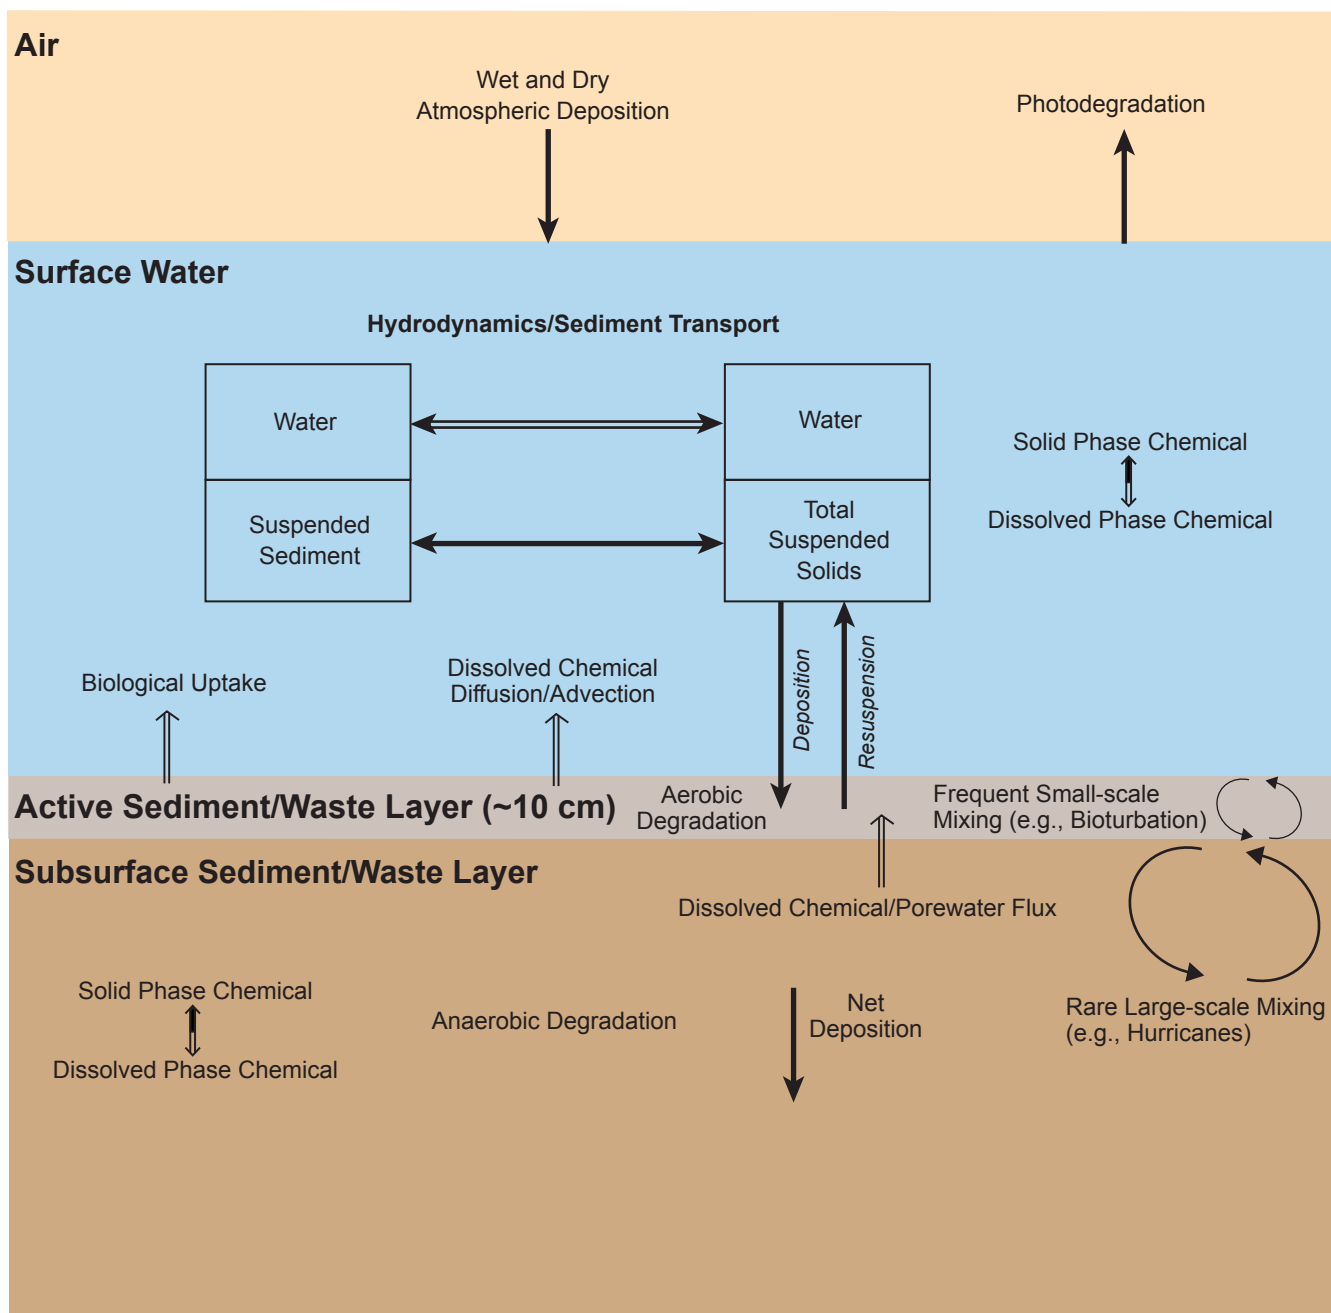 Air
Wet and Dry
Atmospheric Deposition
Photodegradation
Surface Water
Hydrodynamics/Sediment Transport
Water
Water
Suspended
Sediment
Total
Suspended
Solids
Solid Phase Chemical
Dissolved Phase Chemical
Biological Uptake
Dissolved Chemical
Diffusion/Advection
Deposition
Resuspension
Active Sediment/Waste Layer (~10 cm)
Aerobic
Degradation
Frequent Small-scale
Mixing (e.g., Bioturbation)
Subsurface Sediment/Waste Layer
Dissolved Chemical/Porewater Flux
Solid Phase Chemical
Dissolved Phase Chemical
Anaerobic Degradation
Net
Deposition
Rare Large-scale Mixing
(e.g., Hurricanes)